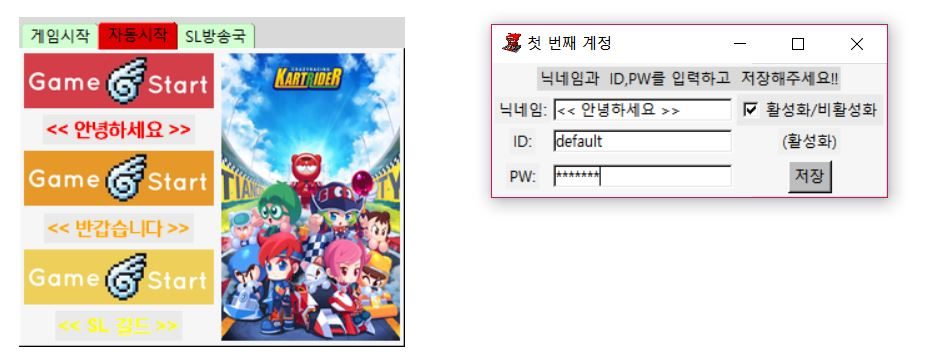 게임시작 자동시작 SL방송국
Game Start
<< 안녕하세요 >>
Game Start
<< 반갑습니다 >>
Game Start
<< SL 길드 >>
CRAZYRACING
KARTRIDER
첫 번째 계정
닉네임과 ID,PW를 입력하고 저장해주세요!!
닉네임: << 안녕하세요 >> 활성화/비활성화
ID: default (활성화)
PW: ******* 저장